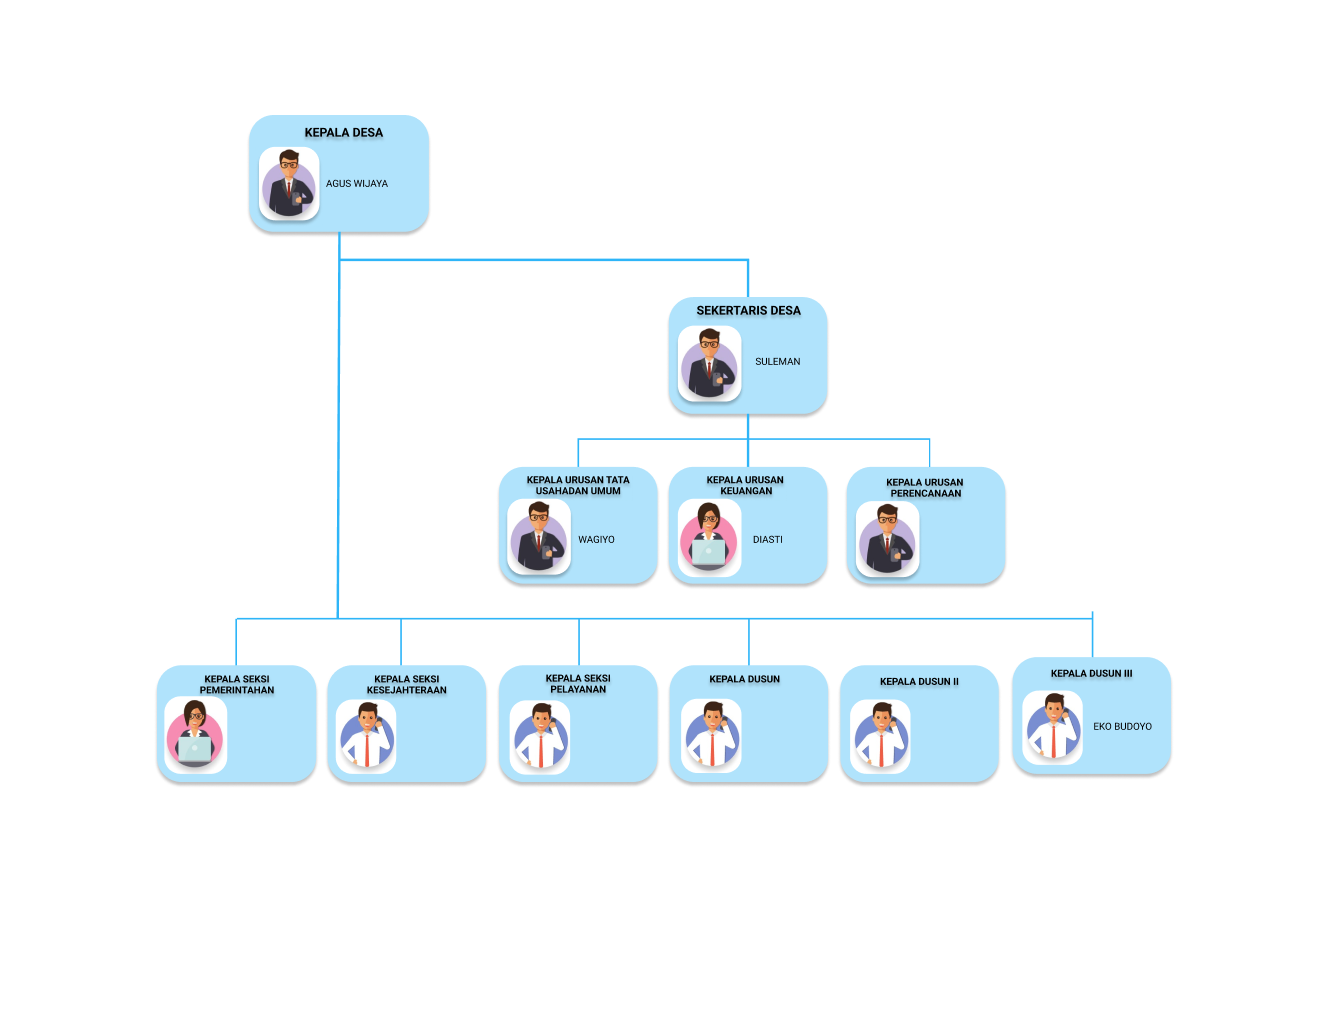 KEPALA DESA
AGUS WIJAYA
SEKERTARIS DESA
SULEMAN
KEPALA URUSAN TATA
USAHADAN UMUM
WAGIYO
KEPALA URUSAN
KEUANGAN
DIASTI
KEPALA URUSAN
PERENCANAAN
KEPALA SEKSI
PEMERINTAHAN
KEPALA SEKSI
KESEJAHTERAAN
KEPALA SEKSI
PELAYANAN
KEPALA DUSUN
KEPALA DUSUN II
KEPALA DUSUN III
EKO BUDOYO